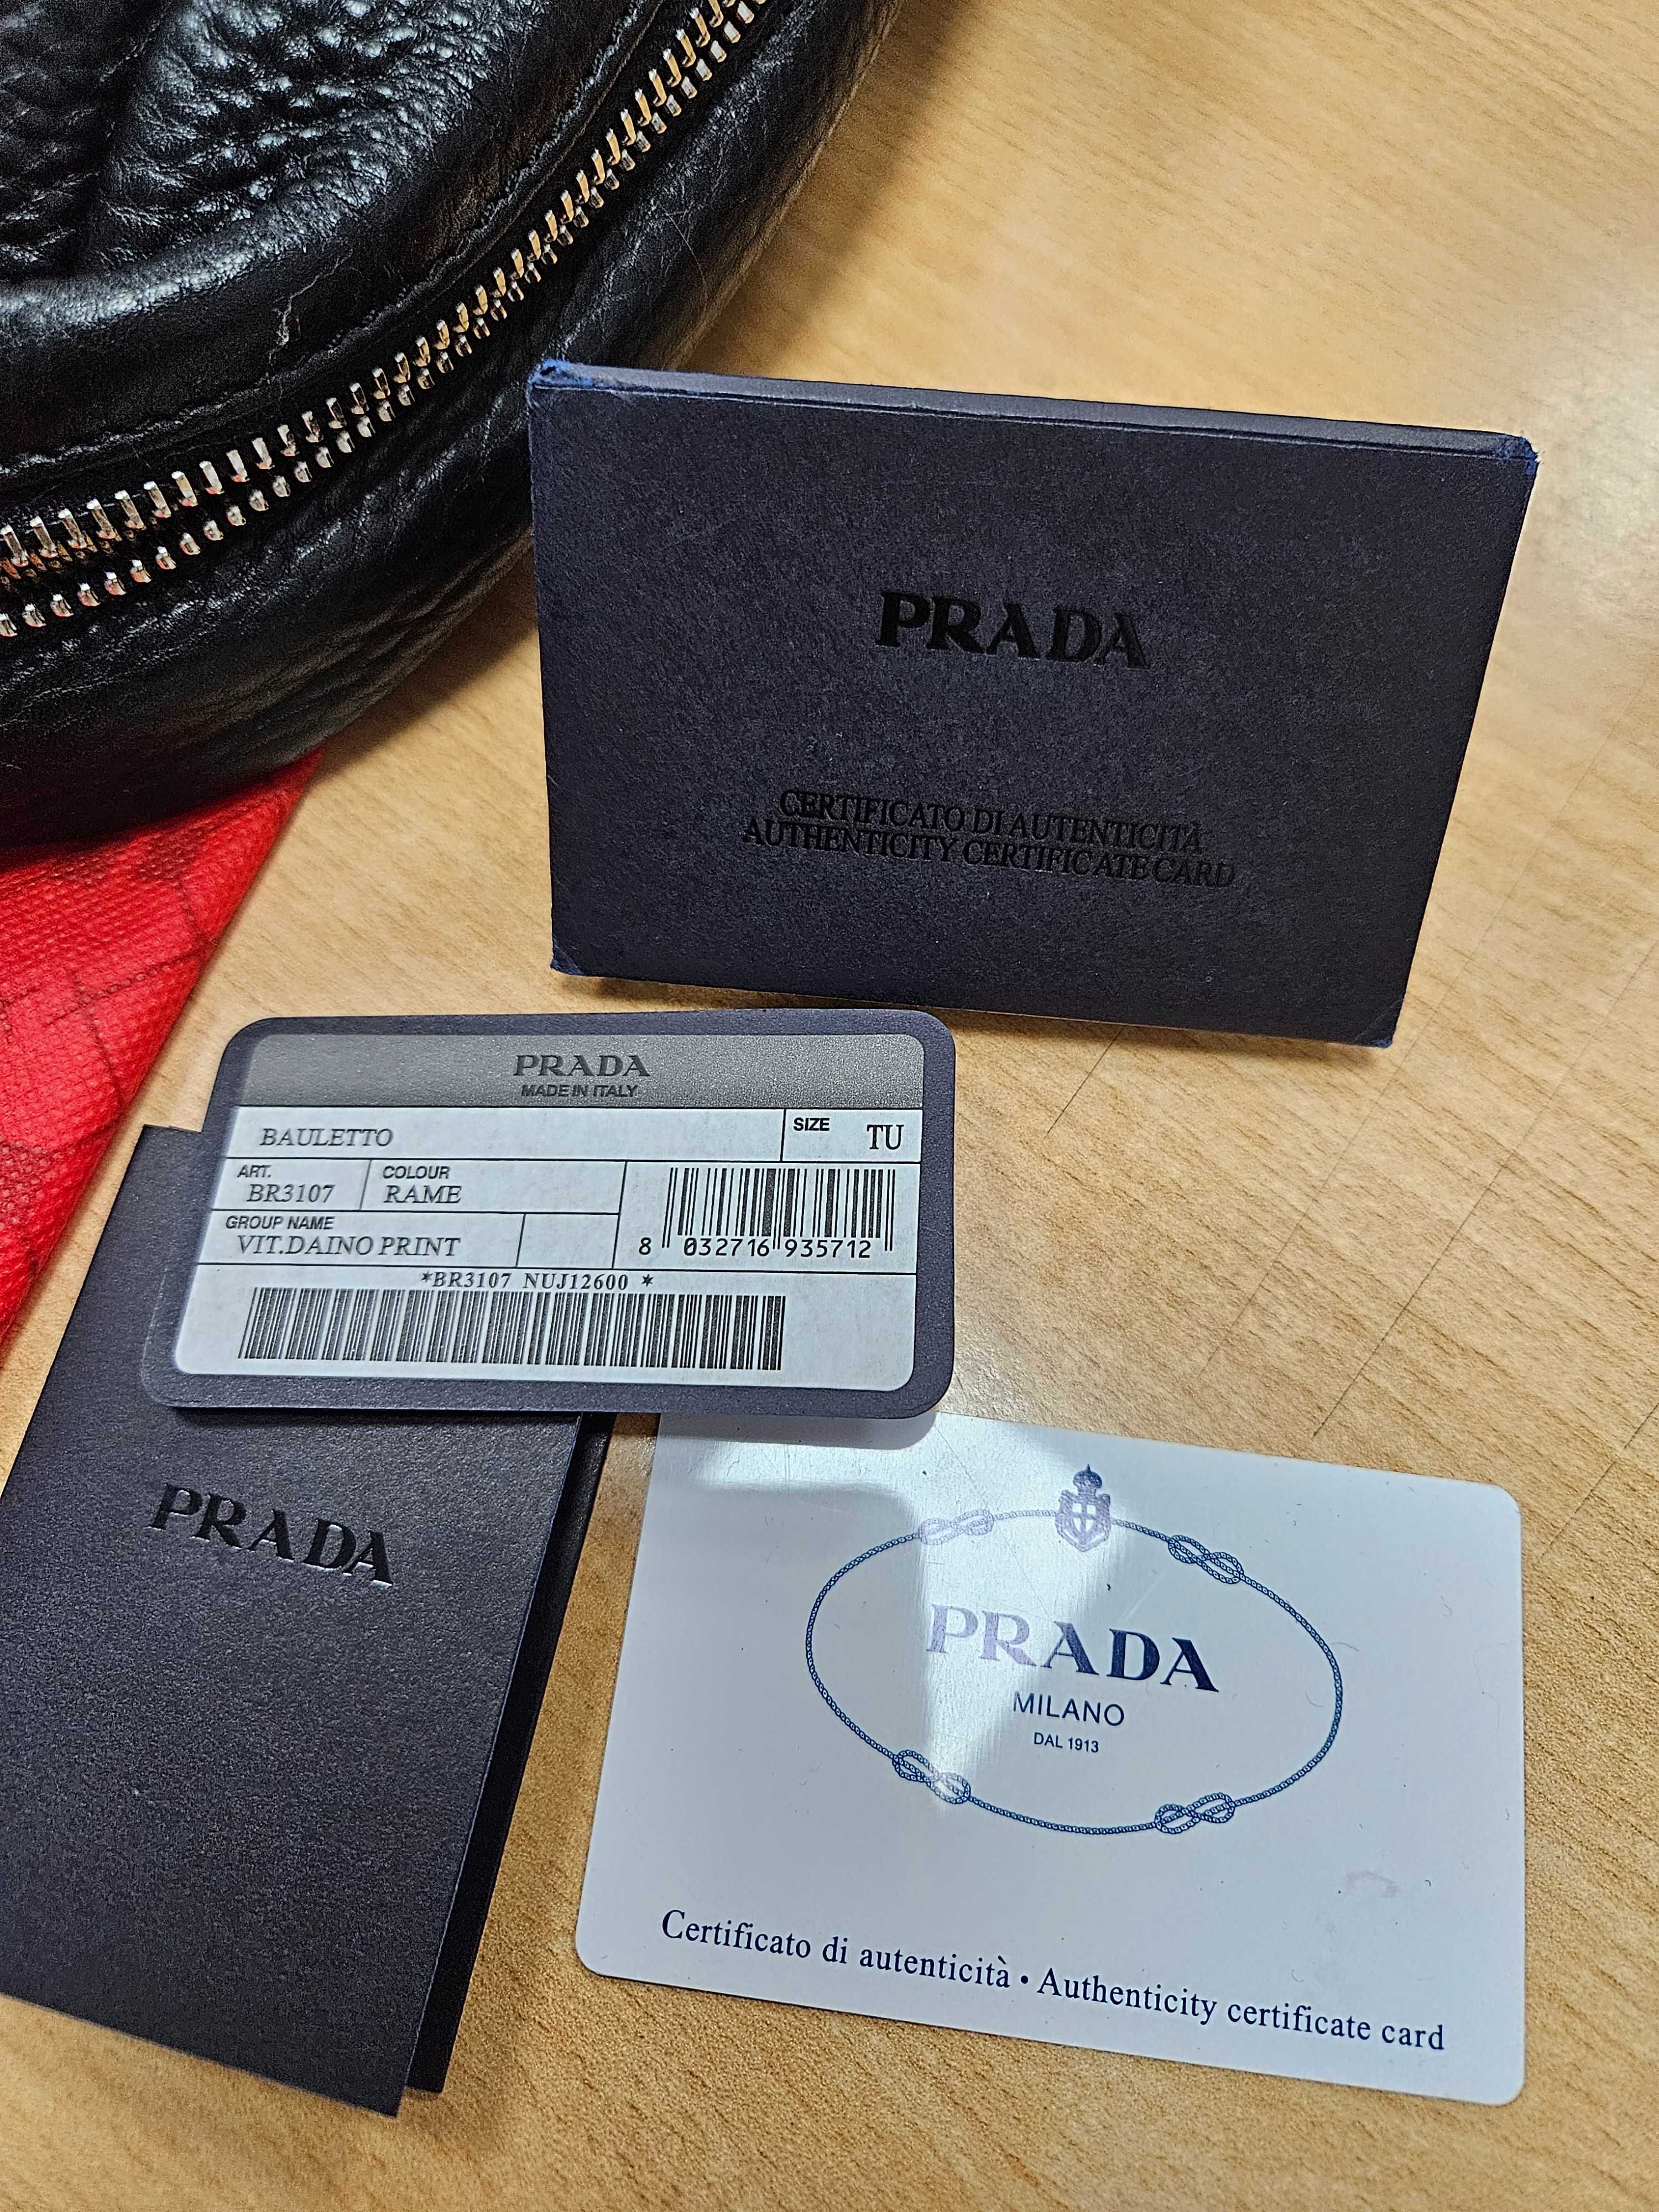 PRADA
CERTIFICATO DI AUTENTICITÀ
AUTHENTICITY CERTIFICATE CARD
PRADA
MADE IN ITALY
BAULETTO
SIZE TU
ART. COLOUR
BR3107 RAME
GROUP NAME
VIT.DAINO PRINT
8 032716 935712
*BR3107 NUJ12600 *
PRADA
PRADA
MILANO
DAL 1913
Certificato di autenticità • Authenticity certificate card